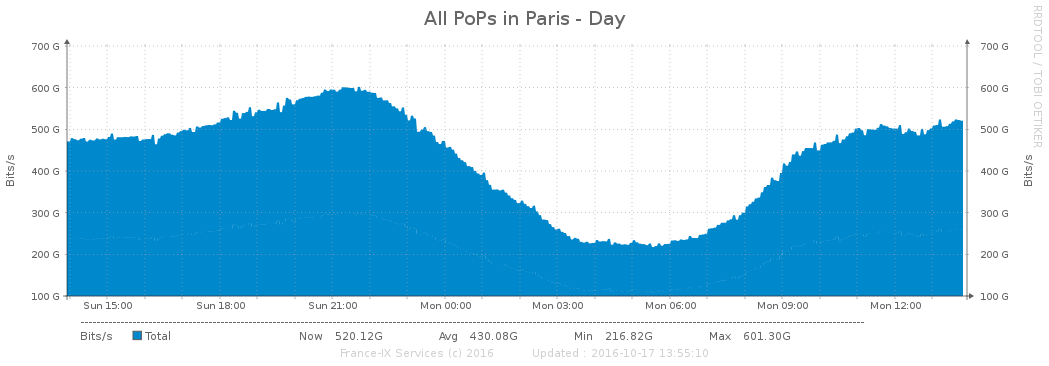 All PoPs in Paris - Day
RRDTOOL / TOBI OETIKER
700 G 700 G
600 G 600 G
500 G 500 G
400 G 400 G
300 G 300 G
200 G 200 G
100 G 100 G
Bits/s Bits/s
Sun 15:00 Sun 18:00 Sun 21:00 Mon 00:00 Mon 03:00 Mon 06:00 Mon 09:00 Mon 12:00
Bits/s Total Now 520.12G Avg 430.08G Min 216.82G Max 601.30G
France-IX Services (c) 2016 Updated : 2016-10-17 13:55:10